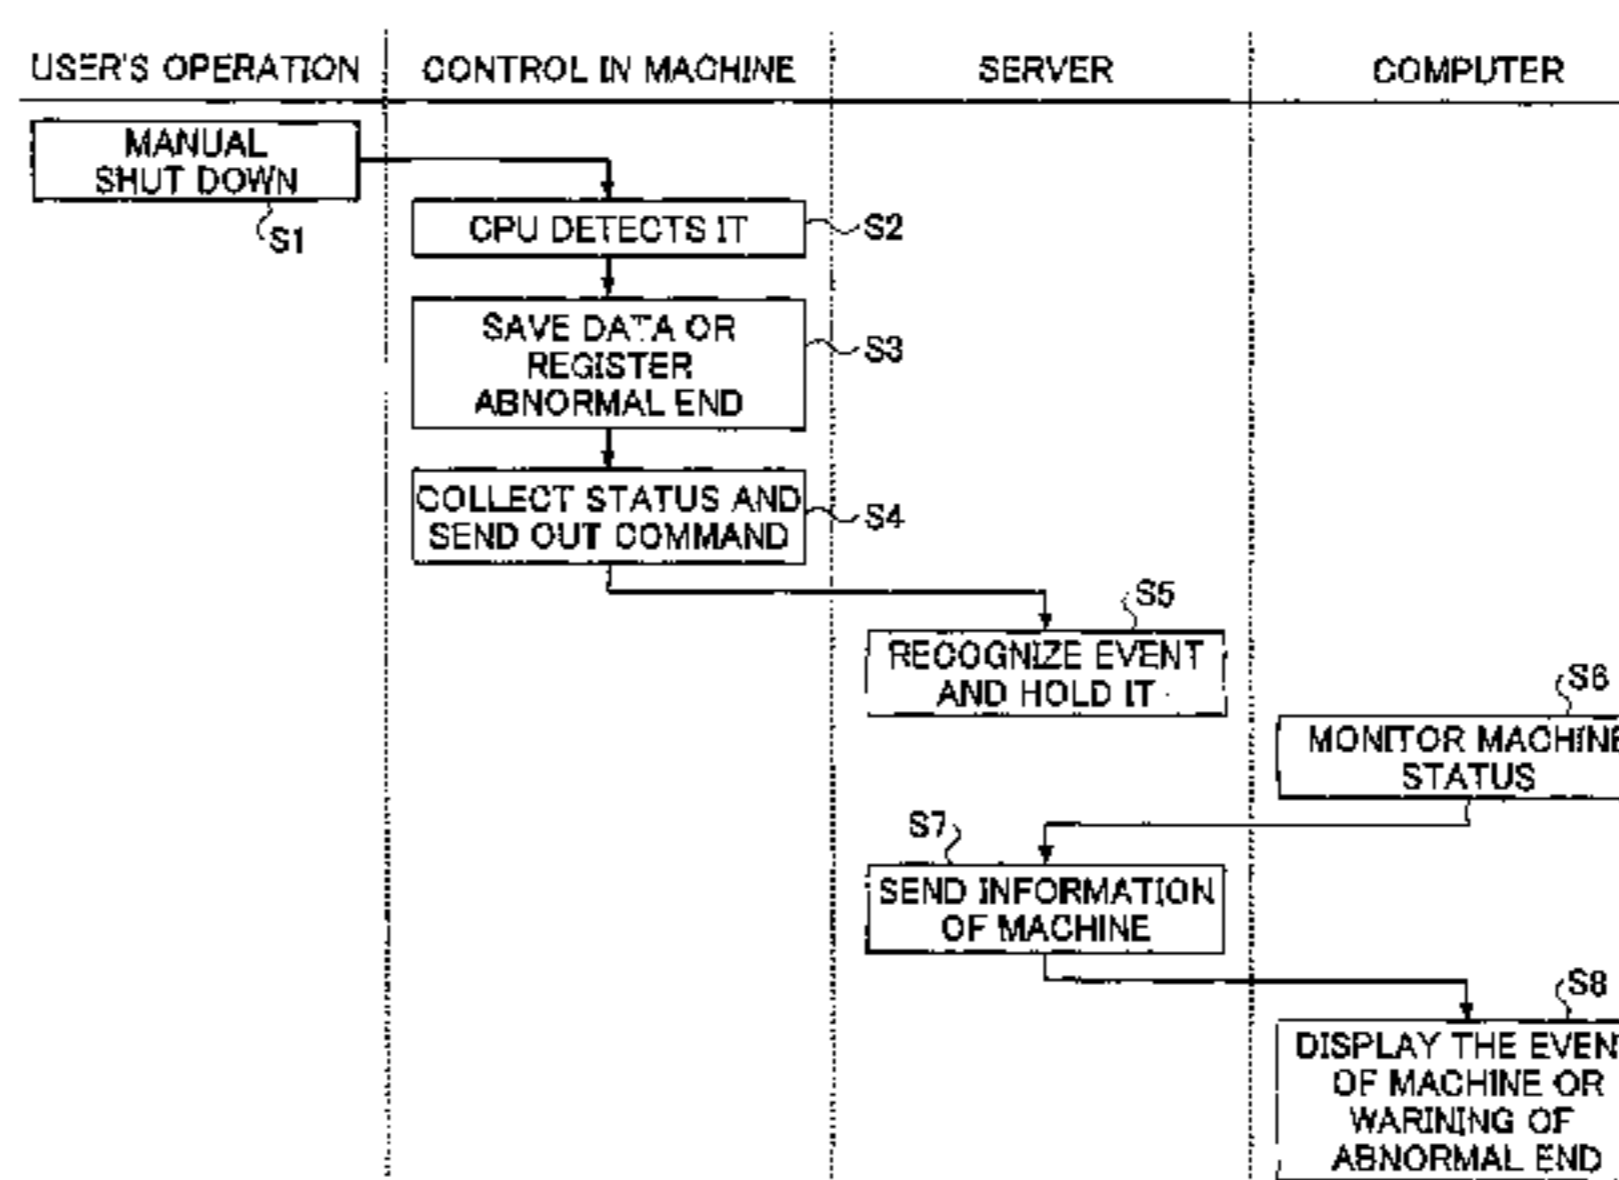 USER'S OPERATION
CONTROL IN MACHINE
SERVER
COMPUTER
MANUAL
SHUT DOWN
S1
CPU DETECTS IT
S2
SAVE DATA OR
REGISTER
ABNORMAL END
S3
COLLECT STATUS AND
SEND OUT COMMAND
S4
S5
RECOGNIZE EVENT
AND HOLD IT
S6
MONITOR MACHINE
STATUS
S7
SEND INFORMATION
OF MACHINE
S8
DISPLAY THE EVENT
OF MACHINE OR
WARINING OF
ABNORMAL END